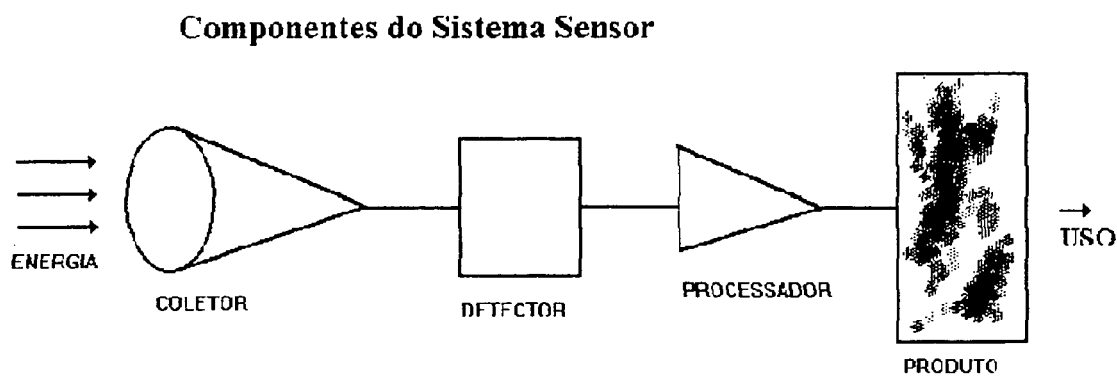 Componentes do Sistema Sensor
ENERGIA
COLETOR
DETECTOR
PROCESSADOR
PRODUTO
USO